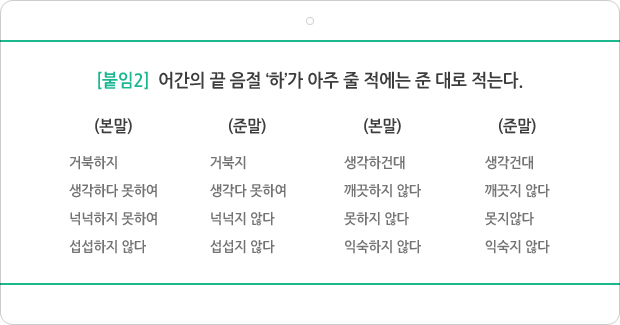 [붙임2] 어간의 끝 음절 ‘하’가 아주 줄 적에는 준 대로 적는다.
(본말) (준말) (본말) (준말)
거북하지 거북지 생각하건대 생각건대
생각하다 못하여 생각다 못하여 깨끗하지 않다 깨끗지 않다
넉넉하지 못하여 넉넉지 않다 못하지 않다 못지않다
섭섭하지 않다 섭섭지 않다 익숙하지 않다 익숙지 않다